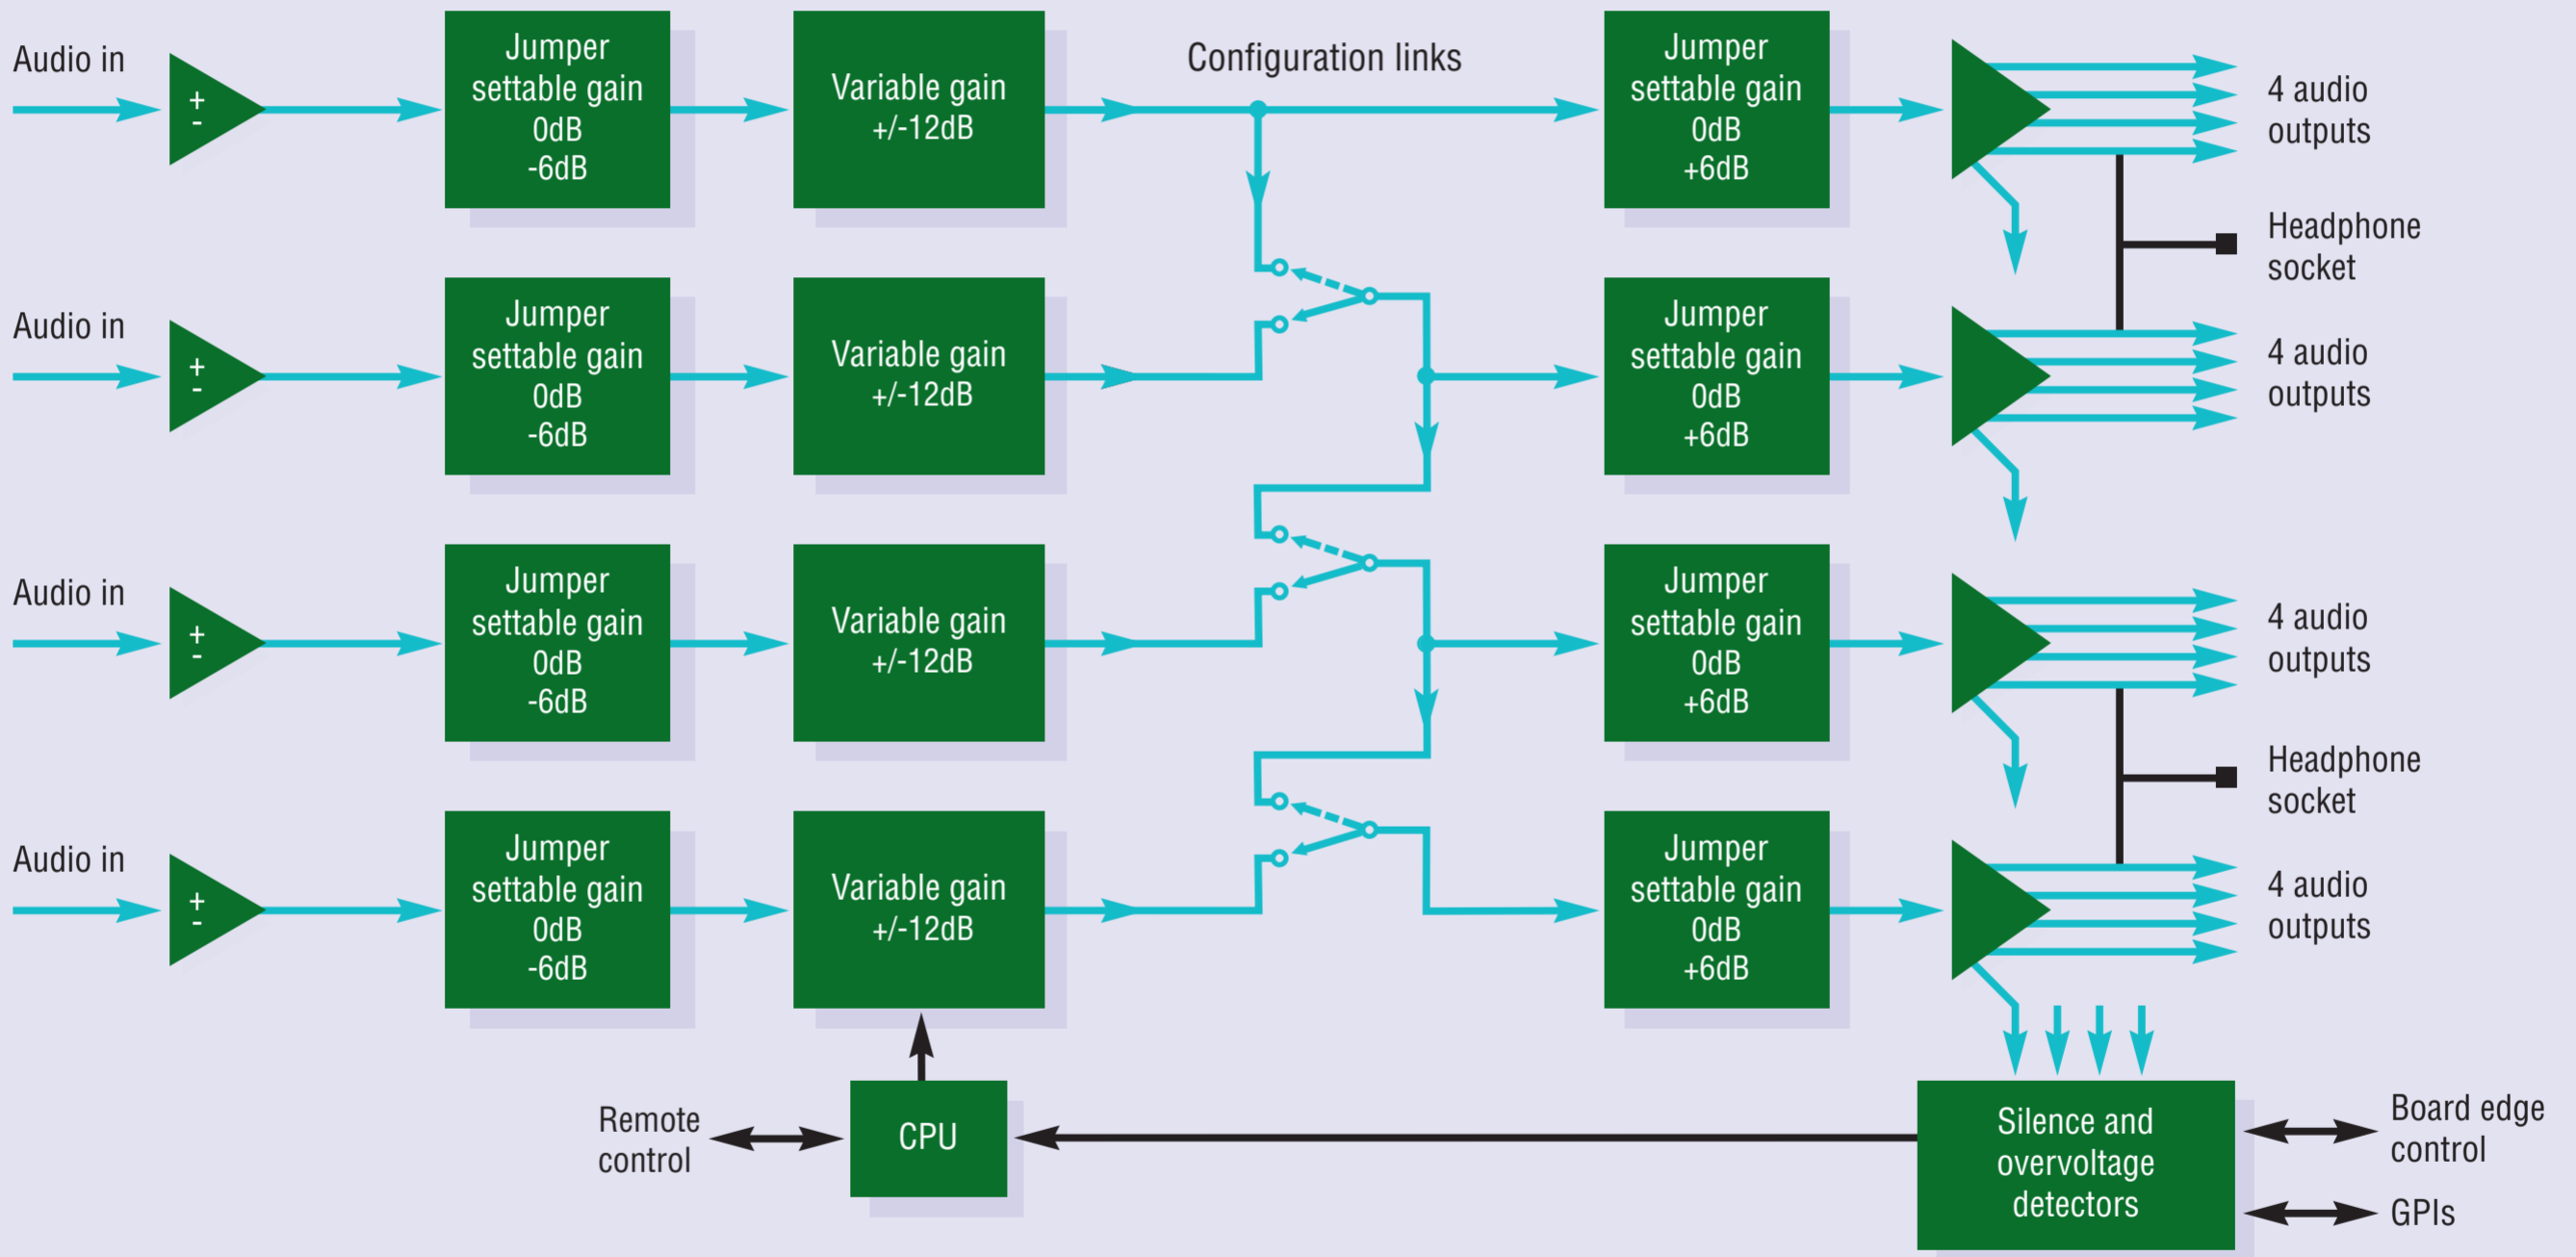 Audio in
+
-
Jumper
settable gain
0dB
-6dB
Variable gain
+/-12dB
Configuration links
Jumper
settable gain
0dB
+6dB
4 audio
outputs
Headphone
socket
Audio in
+
-
Jumper
settable gain
0dB
-6dB
Variable gain
+/-12dB
Jumper
settable gain
0dB
+6dB
4 audio
outputs
Audio in
+
-
Jumper
settable gain
0dB
-6dB
Variable gain
+/-12dB
Jumper
settable gain
0dB
+6dB
4 audio
outputs
Headphone
socket
Audio in
+
-
Jumper
settable gain
0dB
-6dB
Variable gain
+/-12dB
Jumper
settable gain
0dB
+6dB
4 audio
outputs
Remote
control
CPU
Silence and
overvoltage
detectors
Board edge
control
GPIs